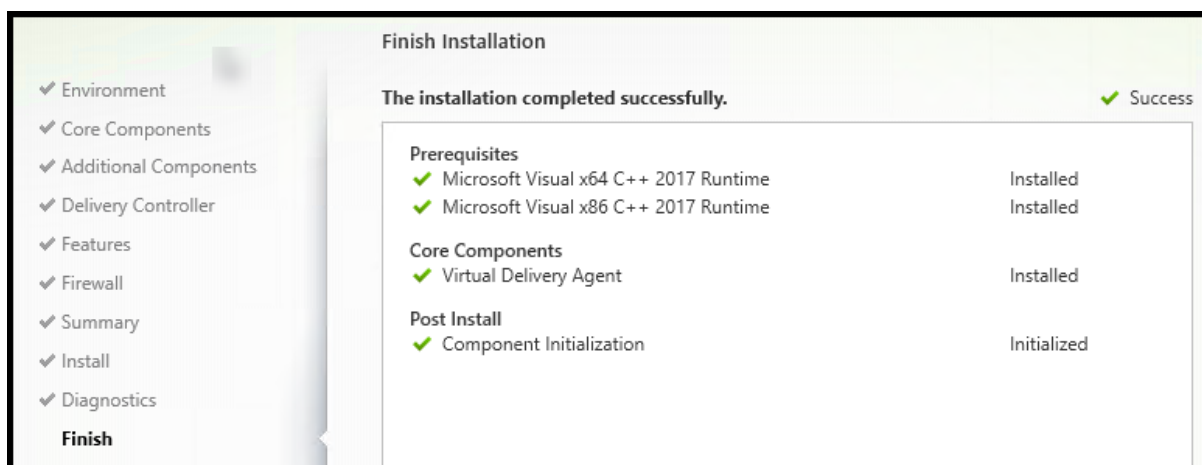 Finish Installation
Environment
Core Components
Additional Components
Delivery Controller
Features
Firewall
Summary
Install
Diagnostics
Finish
The installation completed successfully. Success
Prerequisites
Microsoft Visual x64 C++ 2017 Runtime Installed
Microsoft Visual x86 C++ 2017 Runtime Installed
Core Components
Virtual Delivery Agent Installed
Post Install
Component Initialization Initialized